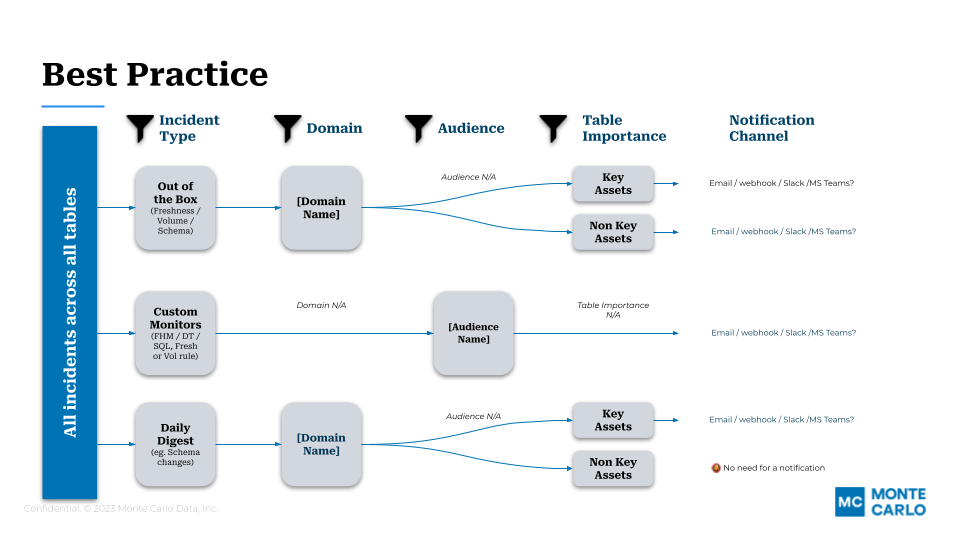 Best Practice
Incident
Type
Domain
Audience
Table
Importance
Notification
Channel
All incidents across all tables
Out of
the Box
(Freshness /
Volume /
Schema)
[Domain
Name]
Audience N/A
Key
Assets
Email / webhook / Slack /MS Teams?
Non Key
Assets
Email / webhook / Slack /MS Teams?
Custom
Monitors
(FHM / DT /
SQL, Fresh
or Vol rule)
Domain N/A
[Audience
Name]
Table Importance
N/A
Email / webhook / Slack /MS Teams?
Daily
Digest
(eg. Schema
changes)
[Domain
Name]
Audience N/A
Key
Assets
Email / webhook / Slack /MS Teams?
Non Key
Assets
No need for a notification
Confidential. © 2023 Monte Carlo Data, Inc.
MC
MONTE
CARLO